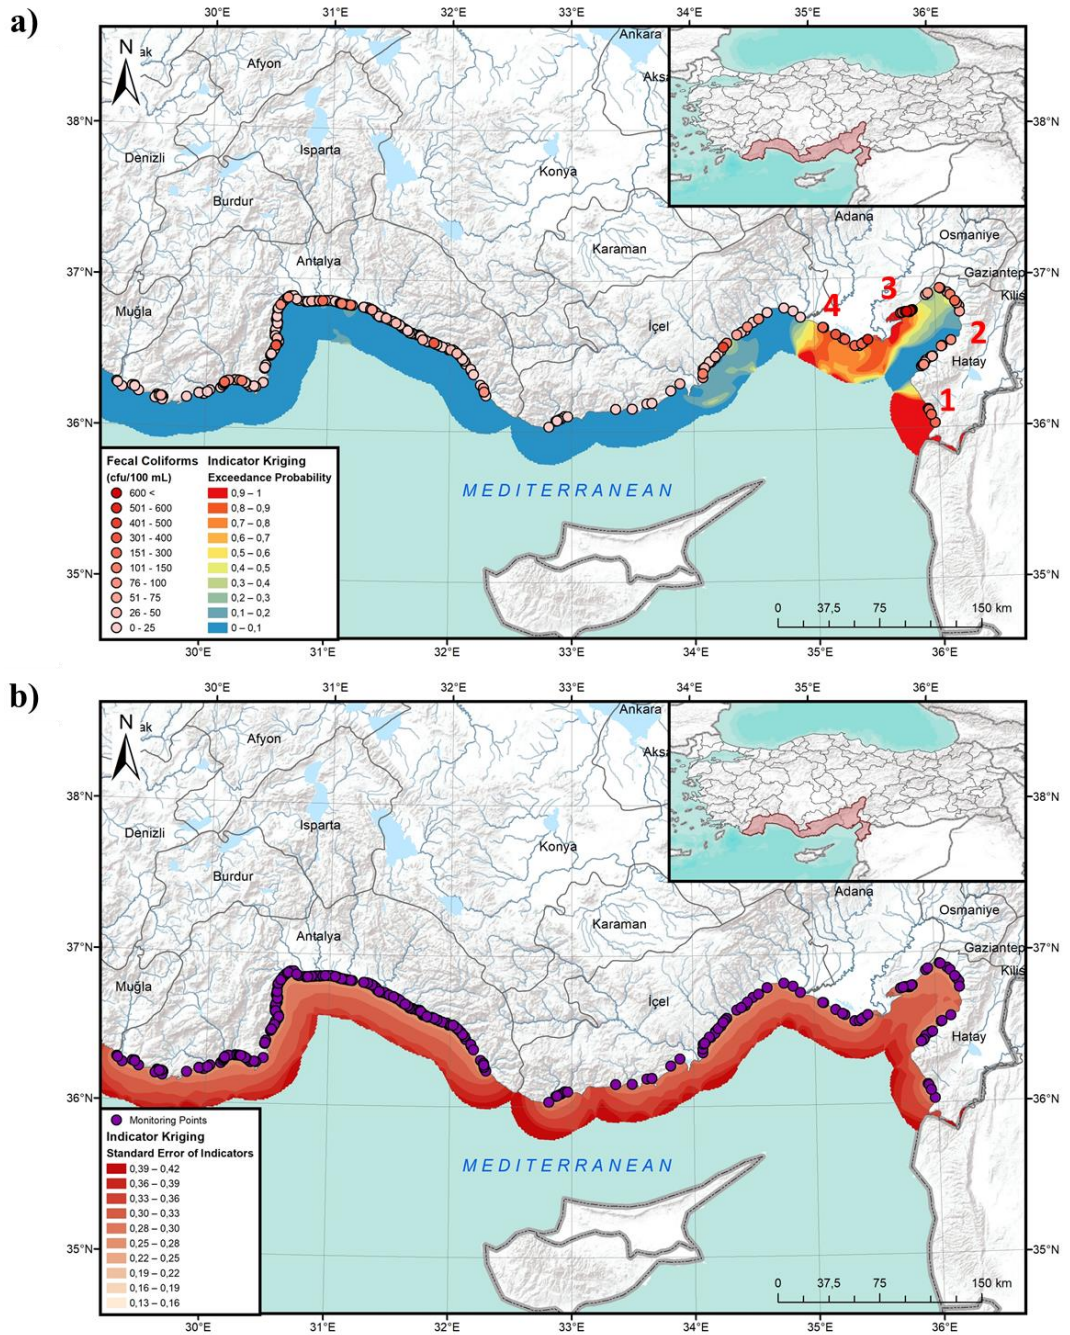 a)
30°E 31°E 32°E 33°E 34°E 35°E 36°E
N
ak
Afyon
Ankara
Aksa
38°N
38°N
Denizli
Isparta
Konya
Burdur
Adana
Osmaniye
Karaman
Antalya
37°N
37°N
Gaziantep
Kilis
Muğla
İçel
3
4
2
Hatay
1
36°N
36°N
Fecal Coliforms
(cfu/100 mL)
600 <
501 - 600
401 - 500
301 - 400
151 - 300
101 - 150
76 - 100
51 - 75
26 - 50
0 - 25
Indicator Kriging
Exceedance Probability
0,9 – 1
0,8 – 0,9
0,7 – 0,8
0,6 – 0,7
0,5 – 0,6
0,4 – 0,5
0,3 – 0,4
0,2 – 0,3
0,1 – 0,2
0 – 0,1
MEDITERRANEAN
35°N
35°N
0 37,5 75 150 km
30°E 31°E 32°E 33°E 34°E 35°E 36°E
b)
30°E 31°E 32°E 33°E 34°E 35°E 36°E
N
ak
Afyon
Ankara
Aksa
38°N
38°N
Denizli
Isparta
Konya
Burdur
Adana
Osmaniye
Karaman
Antalya
37°N
37°N
Gaziantep
Kilis
Muğla
İçel
Hatay
36°N
36°N
Monitoring Points
Indicator Kriging
Standard Error of Indicators
0,39 – 0,42
0,36 – 0,39
0,33 – 0,36
0,30 – 0,33
0,28 – 0,30
0,25 – 0,28
0,22 – 0,25
0,19 – 0,22
0,16 – 0,19
0,13 – 0,16
MEDITERRANEAN
35°N
35°N
0 37,5 75 150 km
30°E 31°E 32°E 33°E 34°E 35°E 36°E